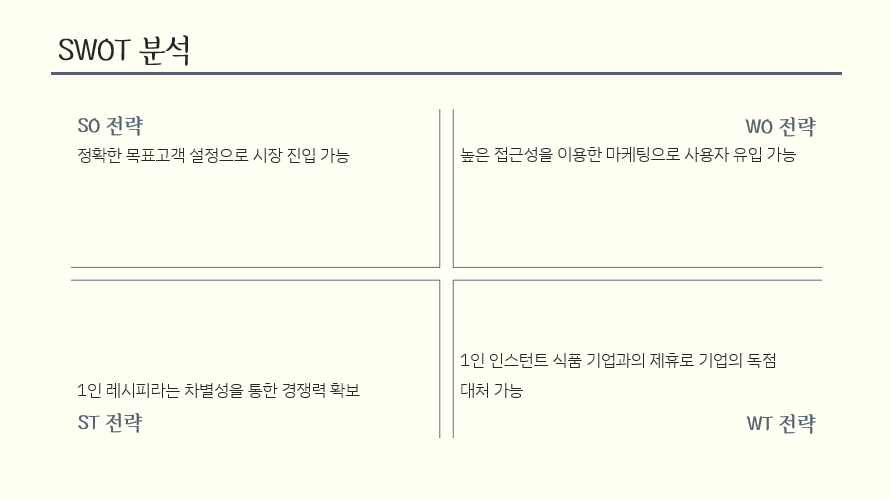 SWOT 분석
SO 전략
정확한 목표고객 설정으로 시장 진입 가능
WO 전략
높은 접근성을 이용한 마케팅으로 사용자 유입 가능
1인 레시피라는 차별성을 통한 경쟁력 확보
ST 전략
1인 인스턴트 식품 기업과의 제휴로 기업의 독점
대처 가능
WT 전략